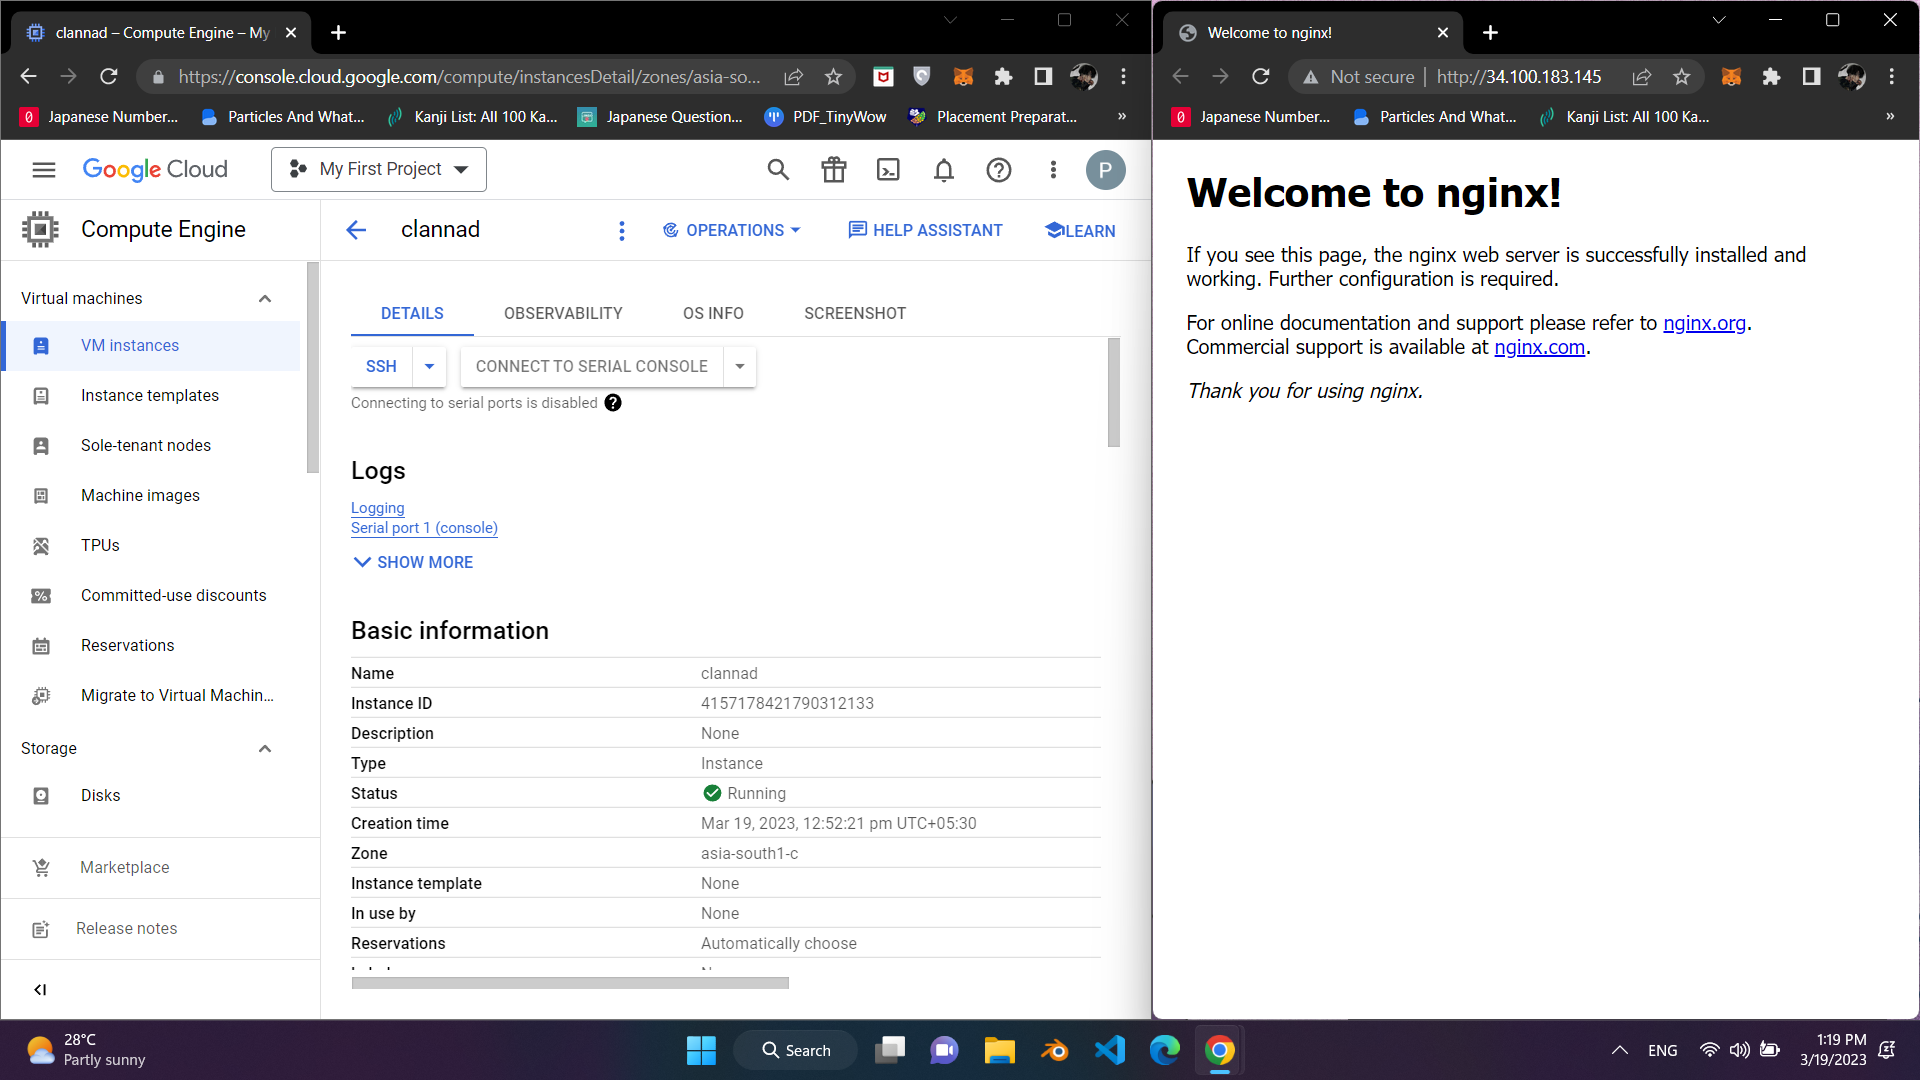 clannad – Compute Engine – My
https://console.cloud.google.com/compute/instancesDetail/zones/asia-so...
Japanese Number...
Particles And What...
Kanji List: All 100 Ka...
Japanese Question...
PDF_TinyWow
Placement Preparat...
»
Google Cloud
My First Project
P
Compute Engine
clannad
OPERATIONS
HELP ASSISTANT
LEARN
Virtual machines
VM instances
Instance templates
Sole-tenant nodes
Machine images
TPUs
Committed-use discounts
Reservations
Migrate to Virtual Machin...
Storage
Disks
Marketplace
Release notes
DETAILS
OBSERVABILITY
OS INFO
SCREENSHOT
SSH
CONNECT TO SERIAL CONSOLE
Connecting to serial ports is disabled
Logs
Logging
Serial port 1 (console)
SHOW MORE
Basic information
Name clannad
Instance ID 4157178421790312133
Description None
Type Instance
Status Running
Creation time Mar 19, 2023, 12:52:21 pm UTC+05:30
Zone asia-south1-c
Instance template None
In use by None
Reservations Automatically choose
Welcome to nginx!
Not secure | http://34.100.183.145
Japanese Number...
Particles And What...
Kanji List: All 100 Ka...
»
Welcome to nginx!
If you see this page, the nginx web server is successfully installed and
working. Further configuration is required.
For online documentation and support please refer to nginx.org.
Commercial support is available at nginx.com.
Thank you for using nginx.
28°C
Partly sunny
Search
ENG
1:19 PM
3/19/2023